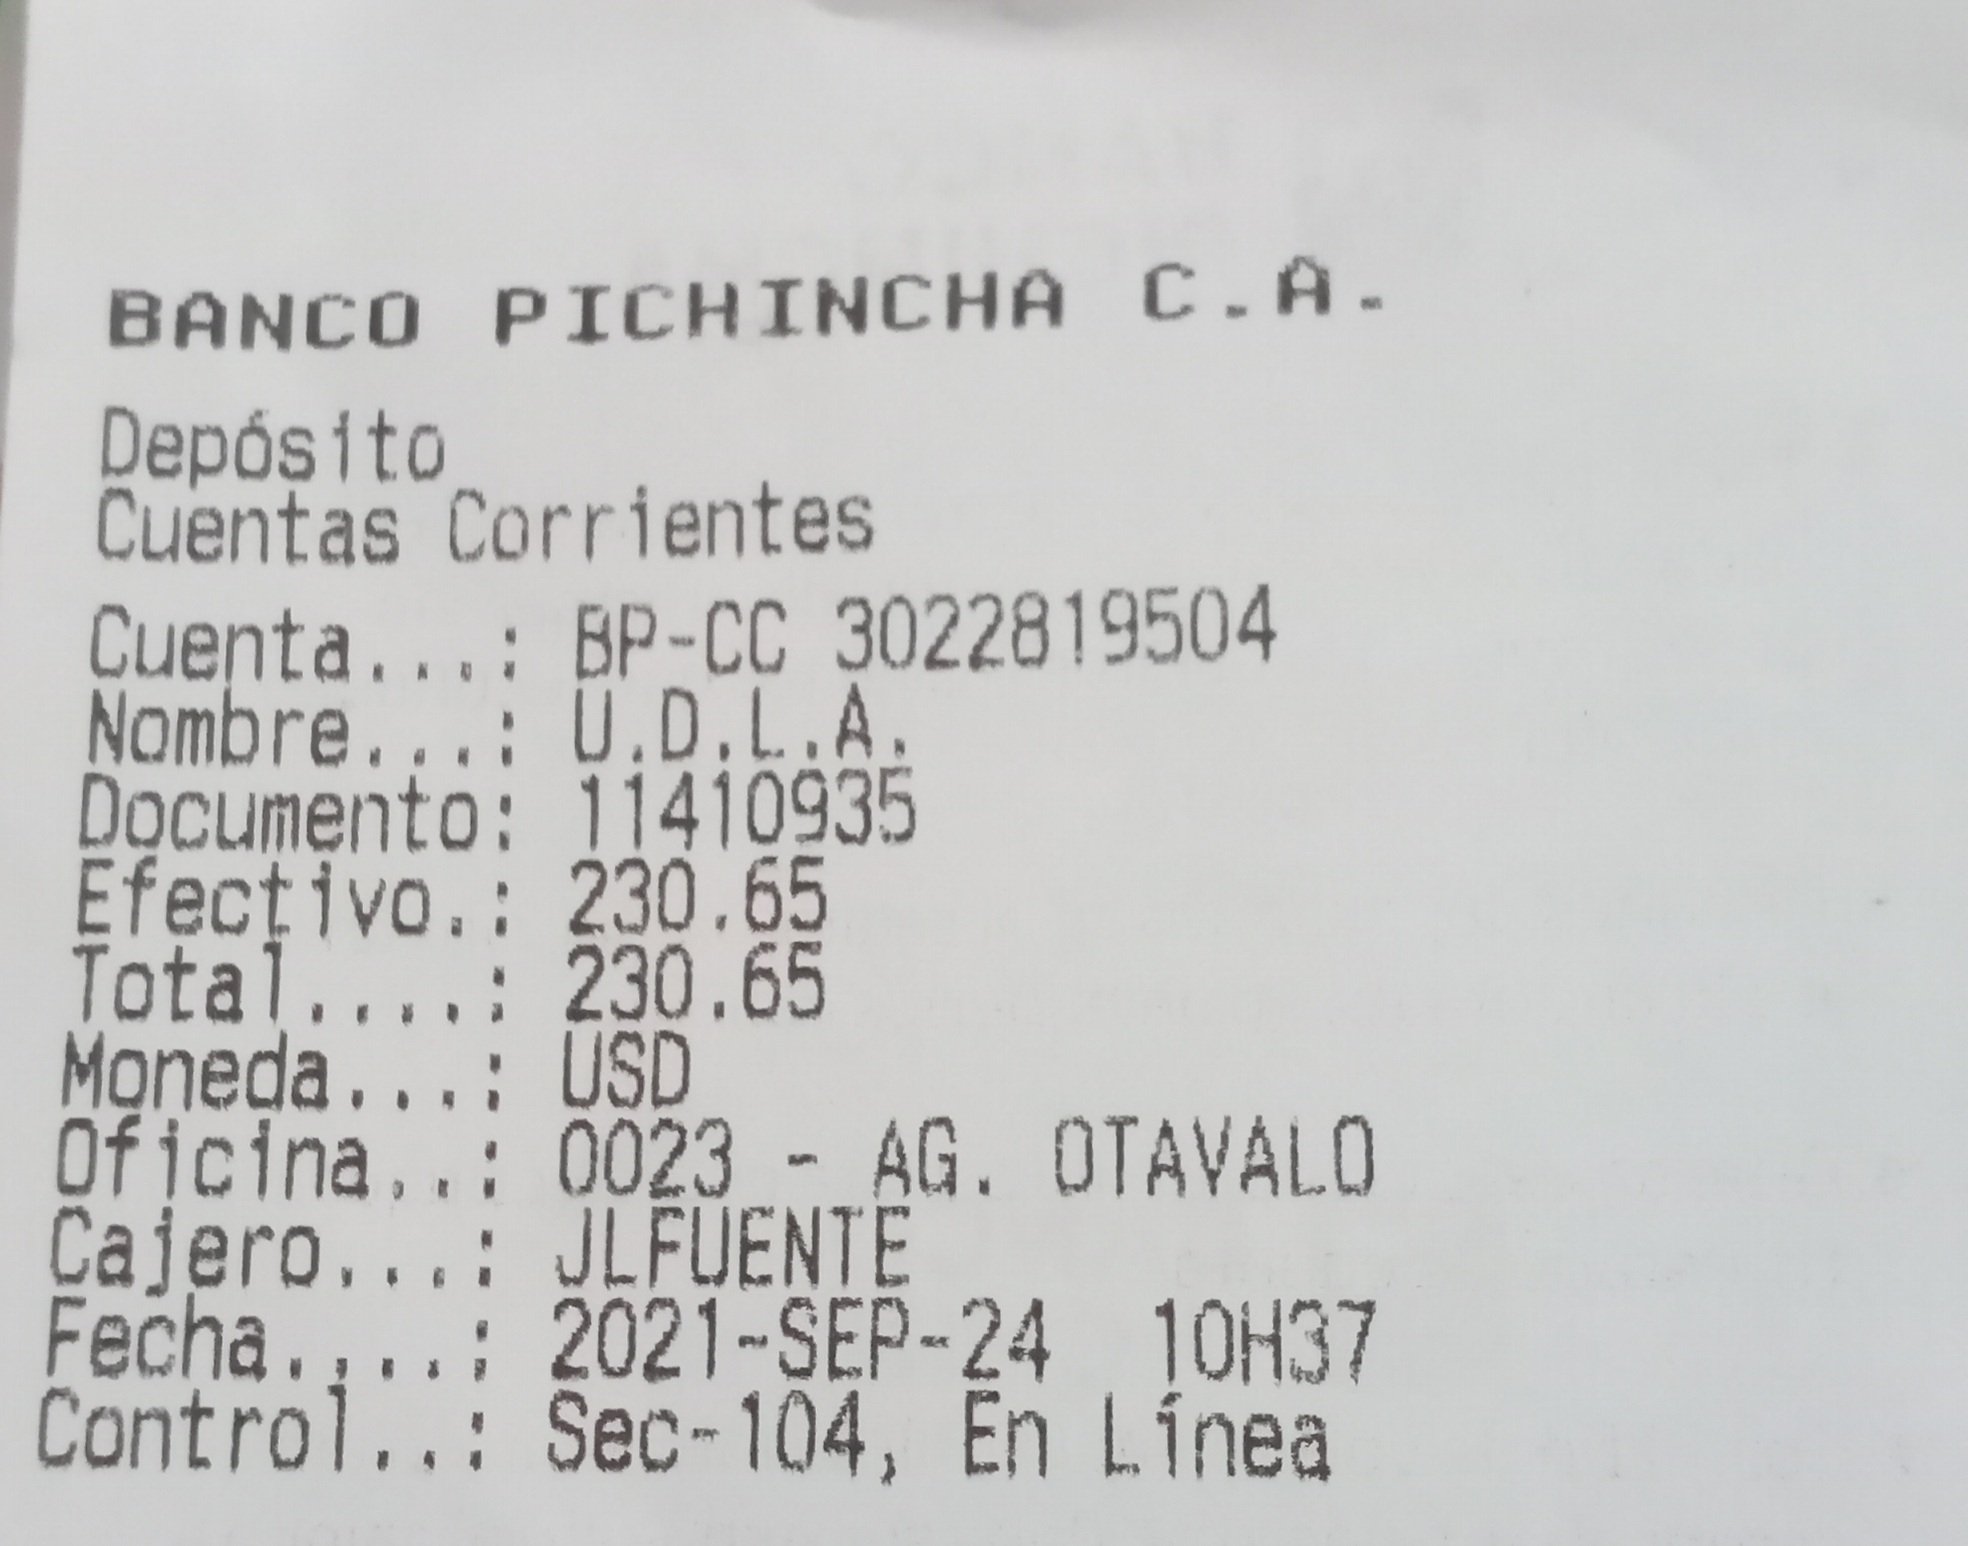 BANCO PICHINCHA C.A.
Depósito
Cuentas Corrientes
Cuenta...: BP-CC 3022819504
Nombre...: U.D.L.A.
Documento: 11410935
Efectivo.: 230.65
Total....: 230.65
Moneda...: USD
Oficina..: 0023 - AG. OTAVALO
Cajero...: JLFUENTE
Fecha....: 2021-SEP-24  10H37
Control..: Sec-104, En Línea